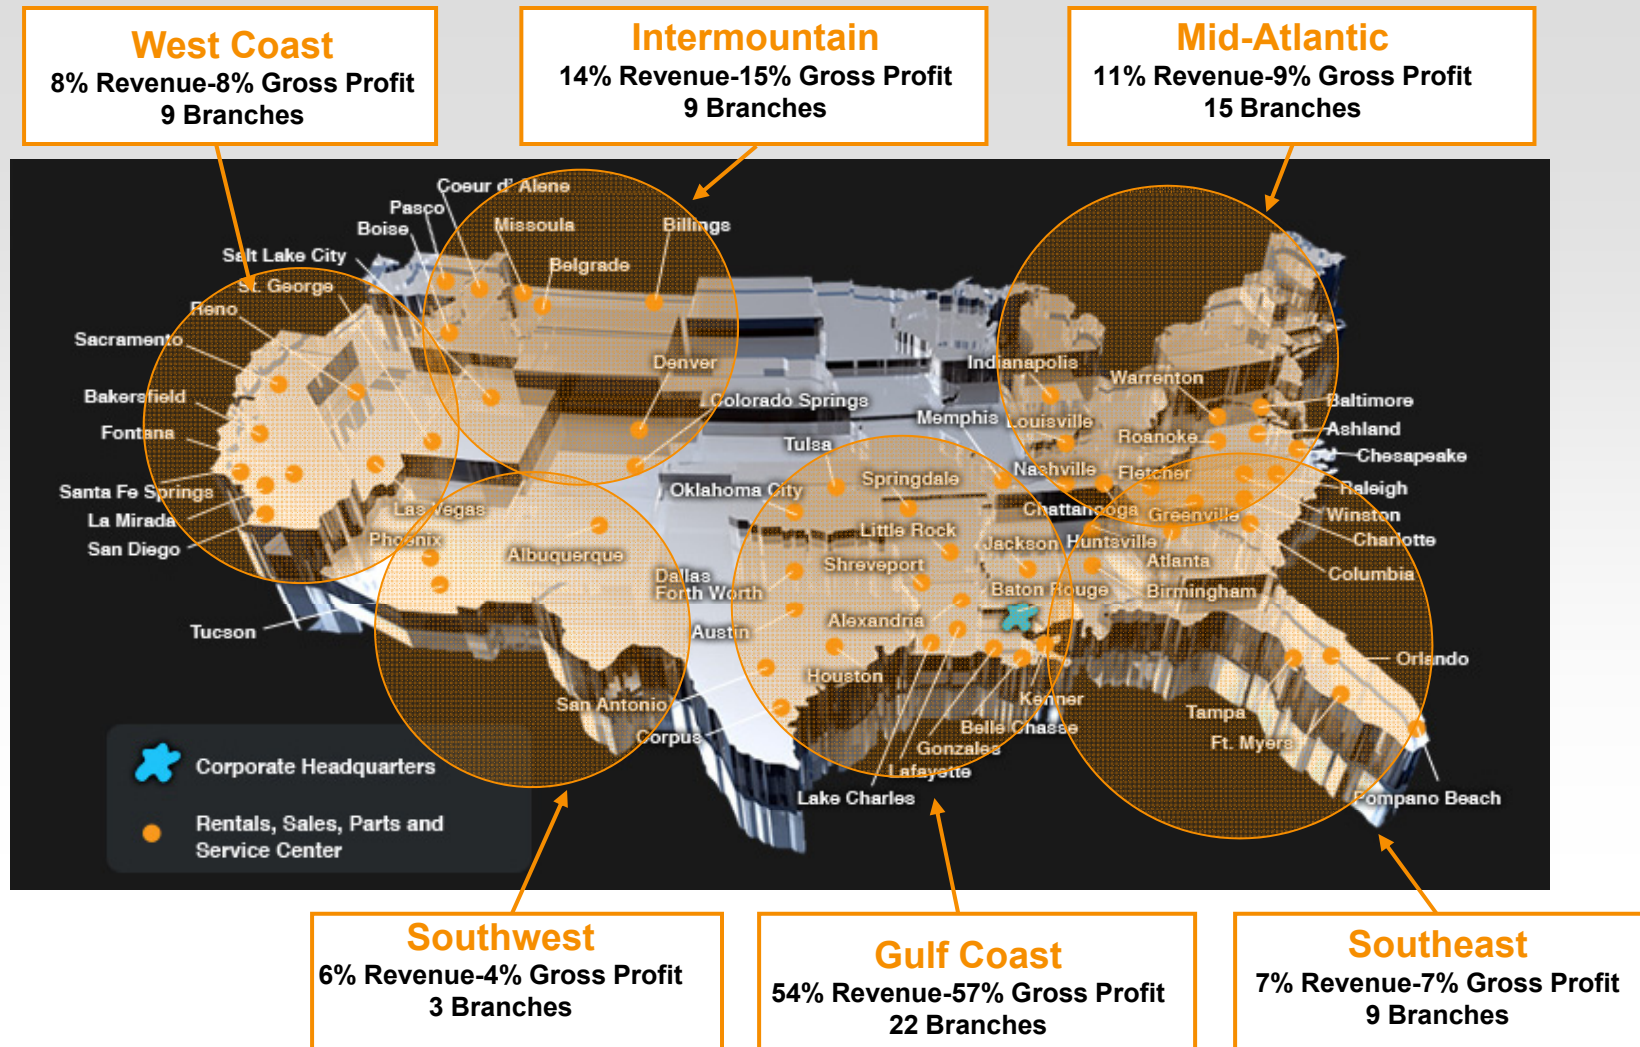 West Coast
8% Revenue-8% Gross Profit
9 Branches
Intermountain
14% Revenue-15% Gross Profit
9 Branches
Mid-Atlantic
11% Revenue-9% Gross Profit
15 Branches
Coeur d' Alene
Pasco
Boise
Missoula
Billings
Salt Lake City
Belgrade
St. George
Reno
Sacramento
Denver
Indianapolis
Warrenton
Bakersfield
Colorado Springs
Baltimore
Memphis
Louisville
Ashland
Fontana
Tulsa
Roanoke
Chesapeake
Santa Fe Springs
Oklahoma City
Springdale
Nashville
Fletcher
Raleigh
La Mirada
Las Vegas
Chattanooga
Greenville
Winston
San Diego
Phoenix
Albuquerque
Little Rock
Jackson
Huntsville
Charlotte
Shreveport
Atlanta
Columbia
Dallas
Forth Worth
Baton Rouge
Birmingham
Tucson
Austin
Alexandria
Orlando
Houston
San Antonio
Kenner
Corpus
Belle Chasse
Tampa
Gonzales
Ft. Myers
Lafayette
Lake Charles
Pompano Beach
Corporate Headquarters
Rentals, Sales, Parts and
Service Center
Southwest
6% Revenue-4% Gross Profit
3 Branches
Gulf Coast
54% Revenue-57% Gross Profit
22 Branches
Southeast
7% Revenue-7% Gross Profit
9 Branches